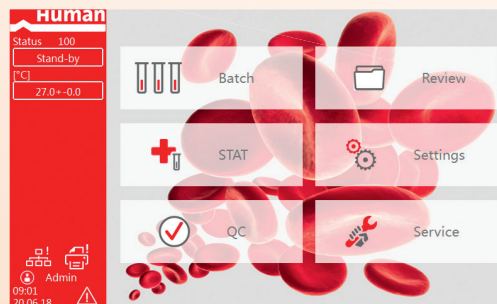 Human
Status 100
Stand-by
[°C]
27.0+-0.0
Batch
Review
STAT
Settings
QC
Service
! !
Admin
09:01
20.06.18